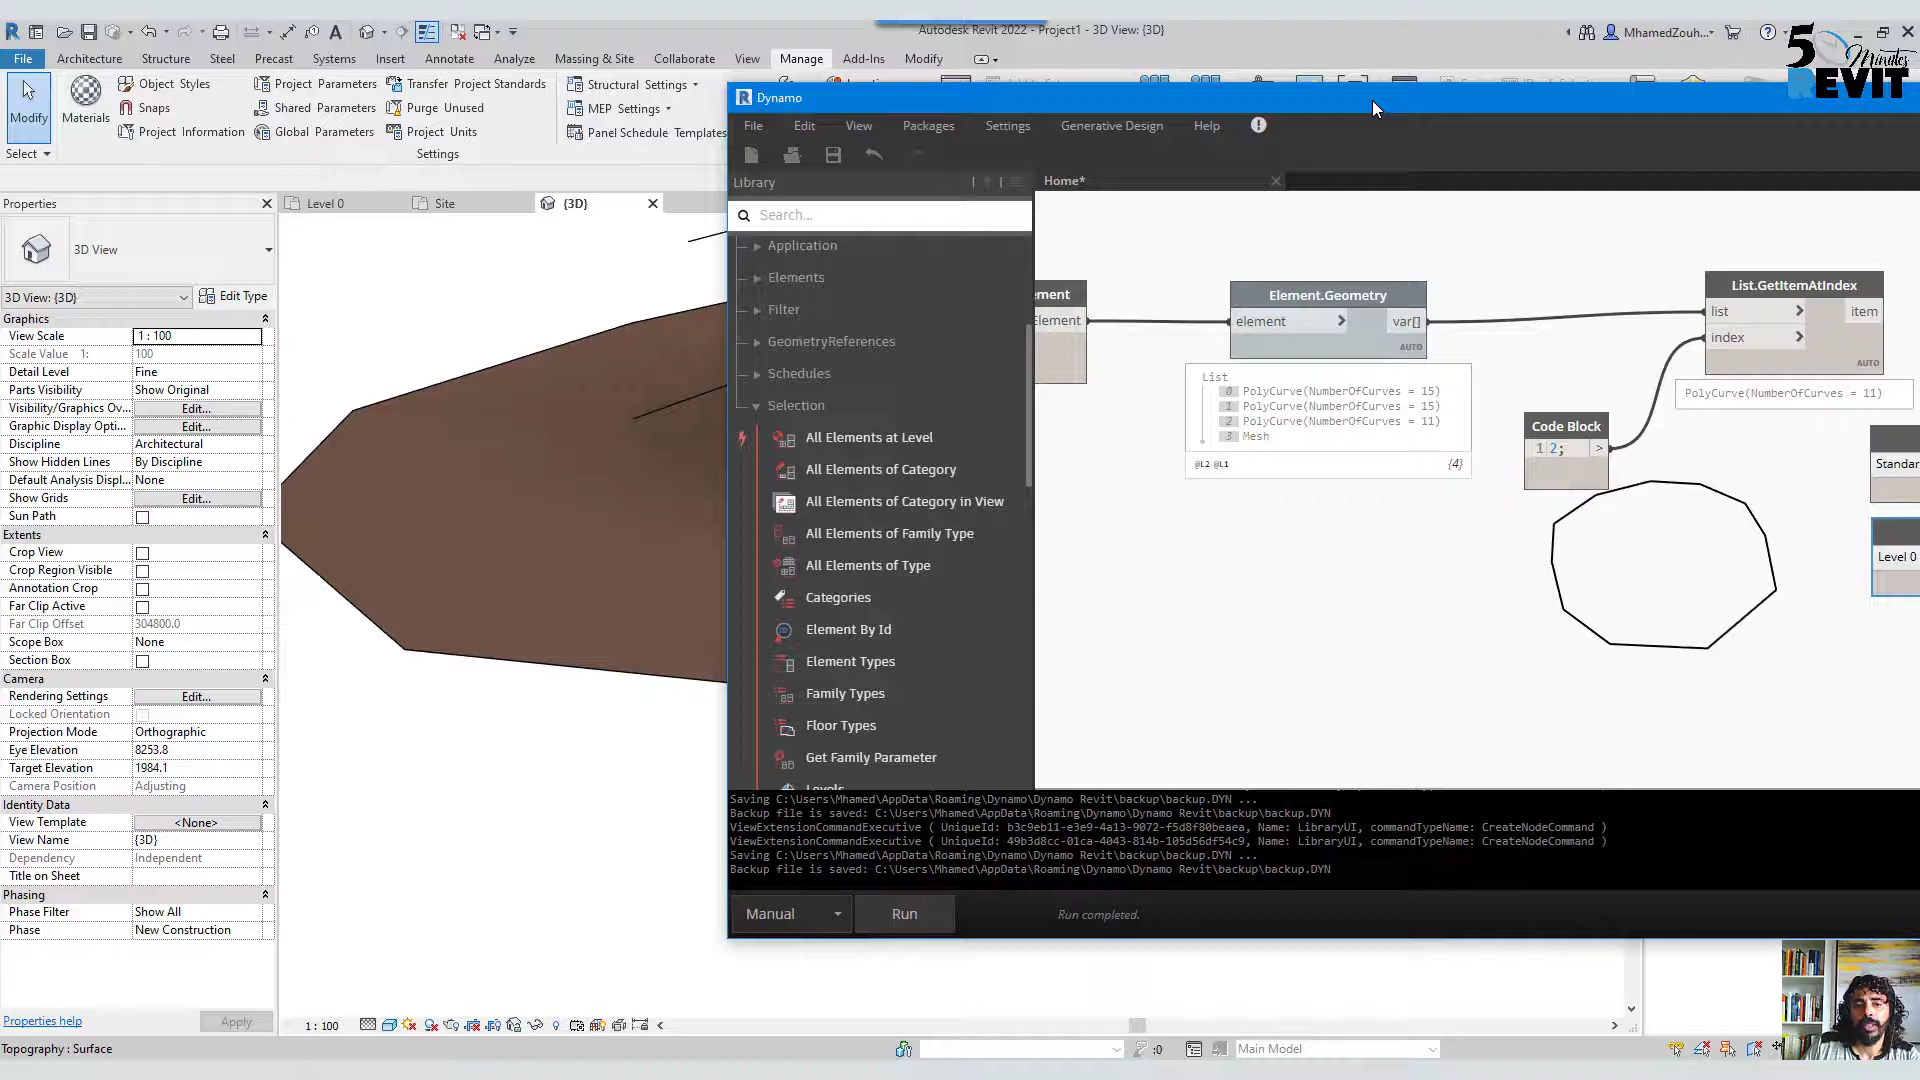 Autodesk Revit 2022 - Project1 - 3D View: {3D}
MhamedZouh...
5 Minutes
REVIT
File Architecture Structure Steel Precast Systems Insert Annotate Analyze Massing & Site Collaborate View Manage Add-Ins Modify
Modify
Materials
Object Styles
Snaps
Project Information
Project Parameters
Shared Parameters
Global Parameters
Transfer Project Standards
Purge Unused
Project Units
Structural Settings
MEP Settings
Panel Schedule Templates
Select
Settings
Properties
Level 0
Site
{3D}
3D View
3D View: {3D}
Edit Type
Graphics
View Scale 1 : 100
Scale Value 1: 100
Detail Level Fine
Parts Visibility Show Original
Visibility/Graphics Ov... Edit...
Graphic Display Opti... Edit...
Discipline Architectural
Show Hidden Lines By Discipline
Default Analysis Displ... None
Show Grids Edit...
Sun Path
Extents
Crop View
Crop Region Visible
Annotation Crop
Far Clip Active
Far Clip Offset 304800.0
Scope Box None
Section Box
Camera
Rendering Settings Edit...
Locked Orientation
Projection Mode Orthographic
Eye Elevation 8253.8
Target Elevation 1984.1
Camera Position Adjusting
Identity Data
View Template <None>
View Name {3D}
Dependency Independent
Title on Sheet
Phasing
Phase Filter Show All
Phase New Construction
Properties help
Apply
Dynamo
File Edit View Packages Settings Generative Design Help
Library
Home*
Search...
Application
Elements
Filter
GeometryReferences
Schedules
Selection
All Elements at Level
All Elements of Category
All Elements of Category in View
All Elements of Family Type
All Elements of Type
Categories
Element By Id
Element Types
Family Types
Floor Types
Get Family Parameter
Levels
ment
Element
Element.Geometry
element > var[]
AUTO
List
0 PolyCurve(NumberOfCurves = 15)
1 PolyCurve(NumberOfCurves = 15)
2 PolyCurve(NumberOfCurves = 11)
3 Mesh
@L2 @L1 {4}
Code Block
1 2; >
List.GetItemAtIndex
list > item
index >
AUTO
PolyCurve(NumberOfCurves = 11)
Standar
Level 0
Saving C:\Users\Mhamed\AppData\Roaming\Dynamo\Dynamo Revit\backup\backup.DYN ...
Backup file is saved: C:\Users\Mhamed\AppData\Roaming\Dynamo\Dynamo Revit\backup\backup.DYN
ViewExtensionCommandExecutive ( UniqueId: b3c9eb11-e3e9-4a13-9072-f5d8f80beaea, Name: LibraryUI, commandTypeName: CreateNodeCommand )
ViewExtensionCommandExecutive ( UniqueId: 49b3d8cc-01ca-4043-814b-105d56df54c9, Name: LibraryUI, commandTypeName: CreateNodeCommand )
Saving C:\Users\Mhamed\AppData\Roaming\Dynamo\Dynamo Revit\backup\backup.DYN ...
Backup file is saved: C:\Users\Mhamed\AppData\Roaming\Dynamo\Dynamo Revit\backup\backup.DYN
Manual
Run
Run completed.
1 : 100
Topography : Surface
:0
Main Model